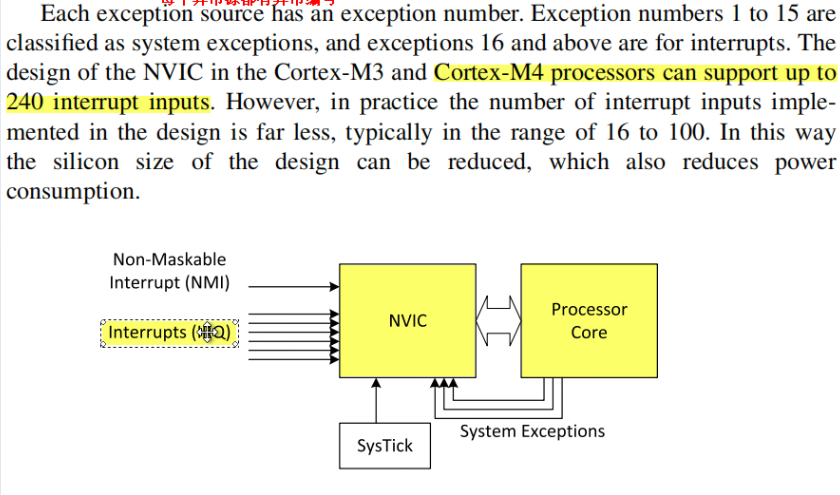 Each exception source has an exception number. Exception numbers 1 to 15 are
classified as system exceptions, and exceptions 16 and above are for interrupts. The
design of the NVIC in the Cortex-M3 and Cortex-M4 processors can support up to
240 interrupt inputs. However, in practice the number of interrupt inputs imple-
mented in the design is far less, typically in the range of 16 to 100. In this way
the silicon size of the design can be reduced, which also reduces power
consumption.
Non-Maskable
Interrupt (NMI)
Interrupts (
NVIC
Processor
Core
System Exceptions
SysTick